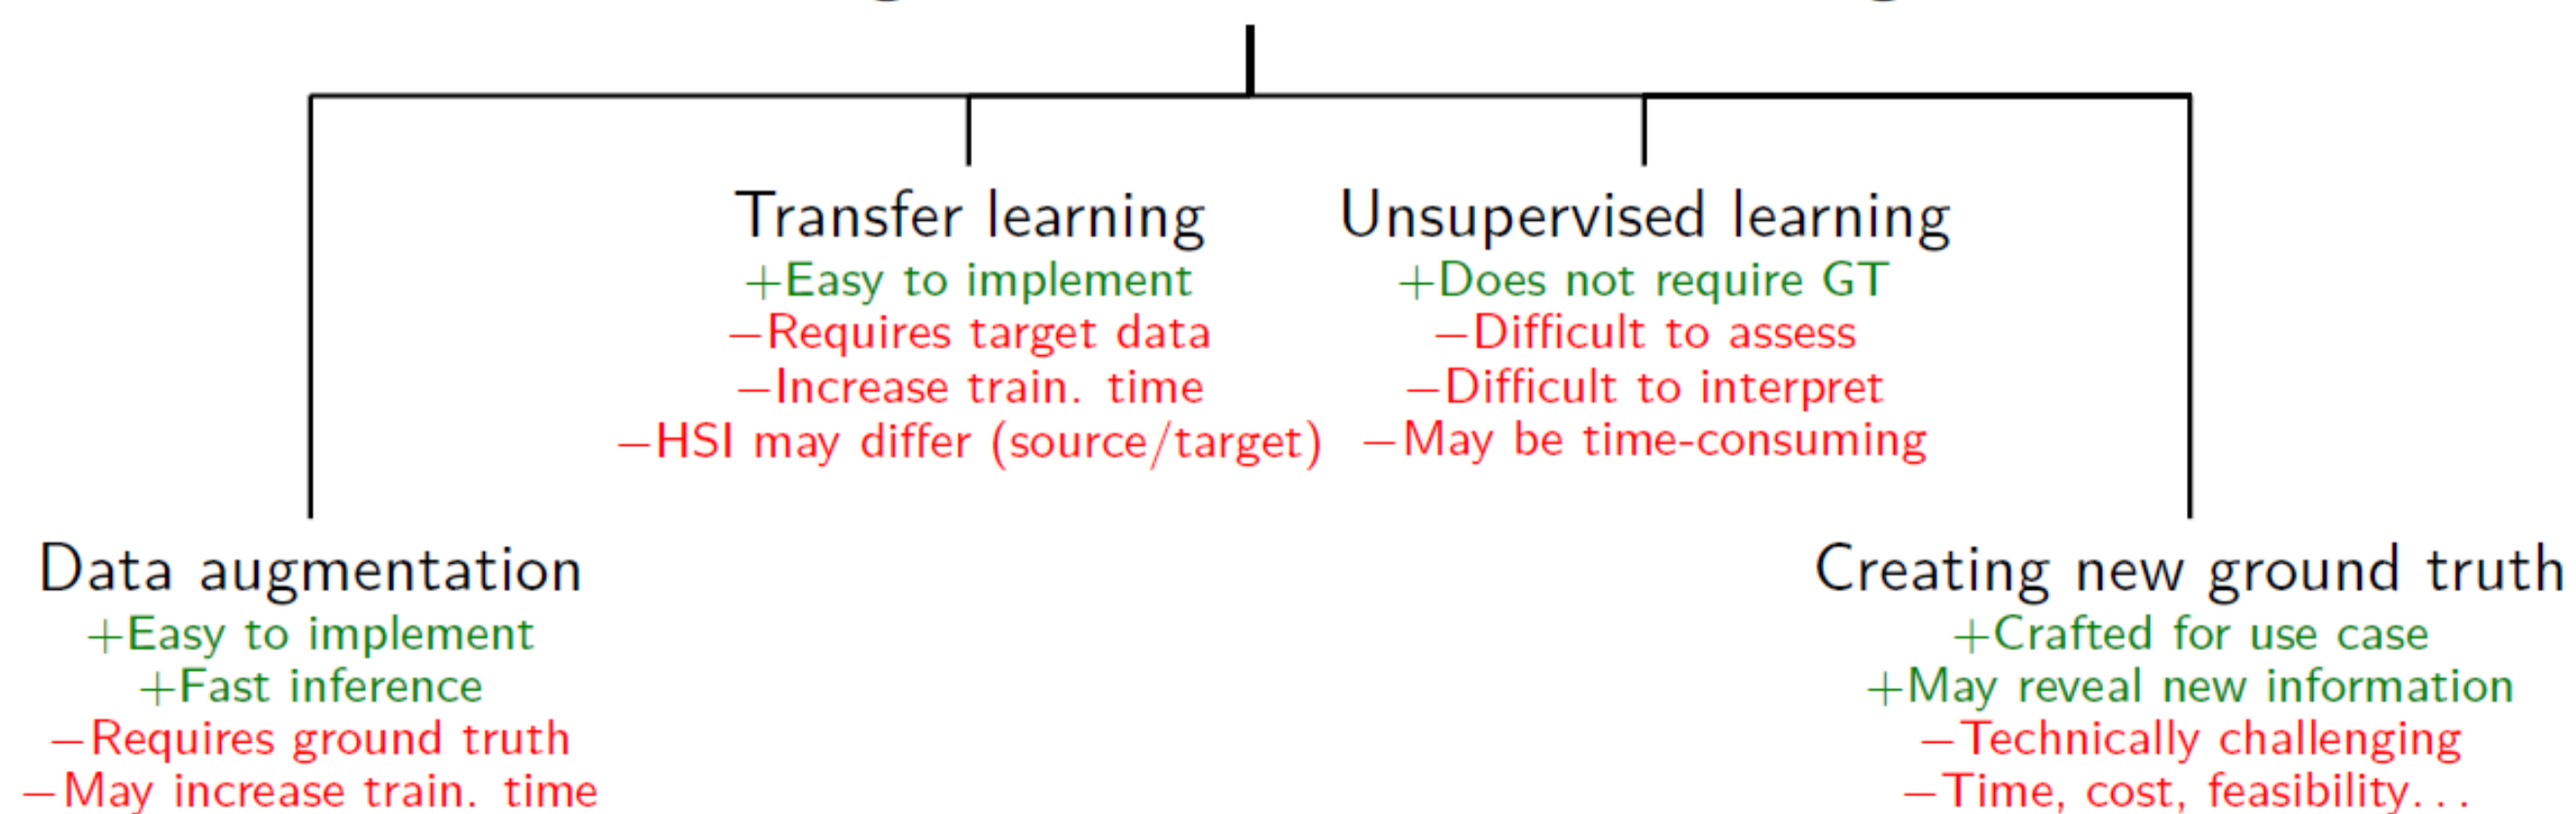 Transfer learning
+Easy to implement
−Requires target data
−Increase train. time
−HSI may differ (source/target)
Unsupervised learning
+Does not require GT
−Difficult to assess
−Difficult to interpret
−May be time-consuming
Data augmentation
+Easy to implement
+Fast inference
−Requires ground truth
−May increase train. time
Creating new ground truth
+Crafted for use case
+May reveal new information
−Technically challenging
−Time, cost, feasibility...